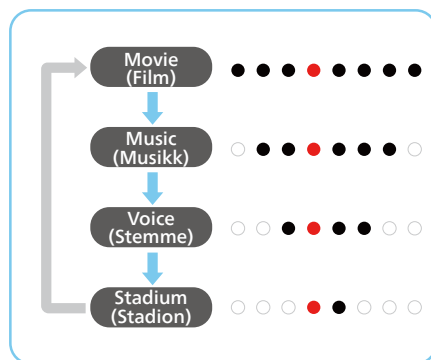 Movie
(Film)
Music
(Musikk)
Voice
(Stemme)
Stadium
(Stadion)